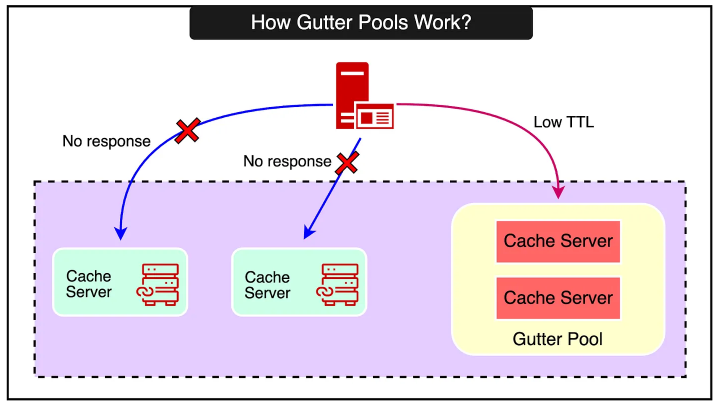 How Gutter Pools Work?
Low TTL
No response
No response
Cache
Server
Cache
Server
Cache Server
Cache Server
Gutter Pool